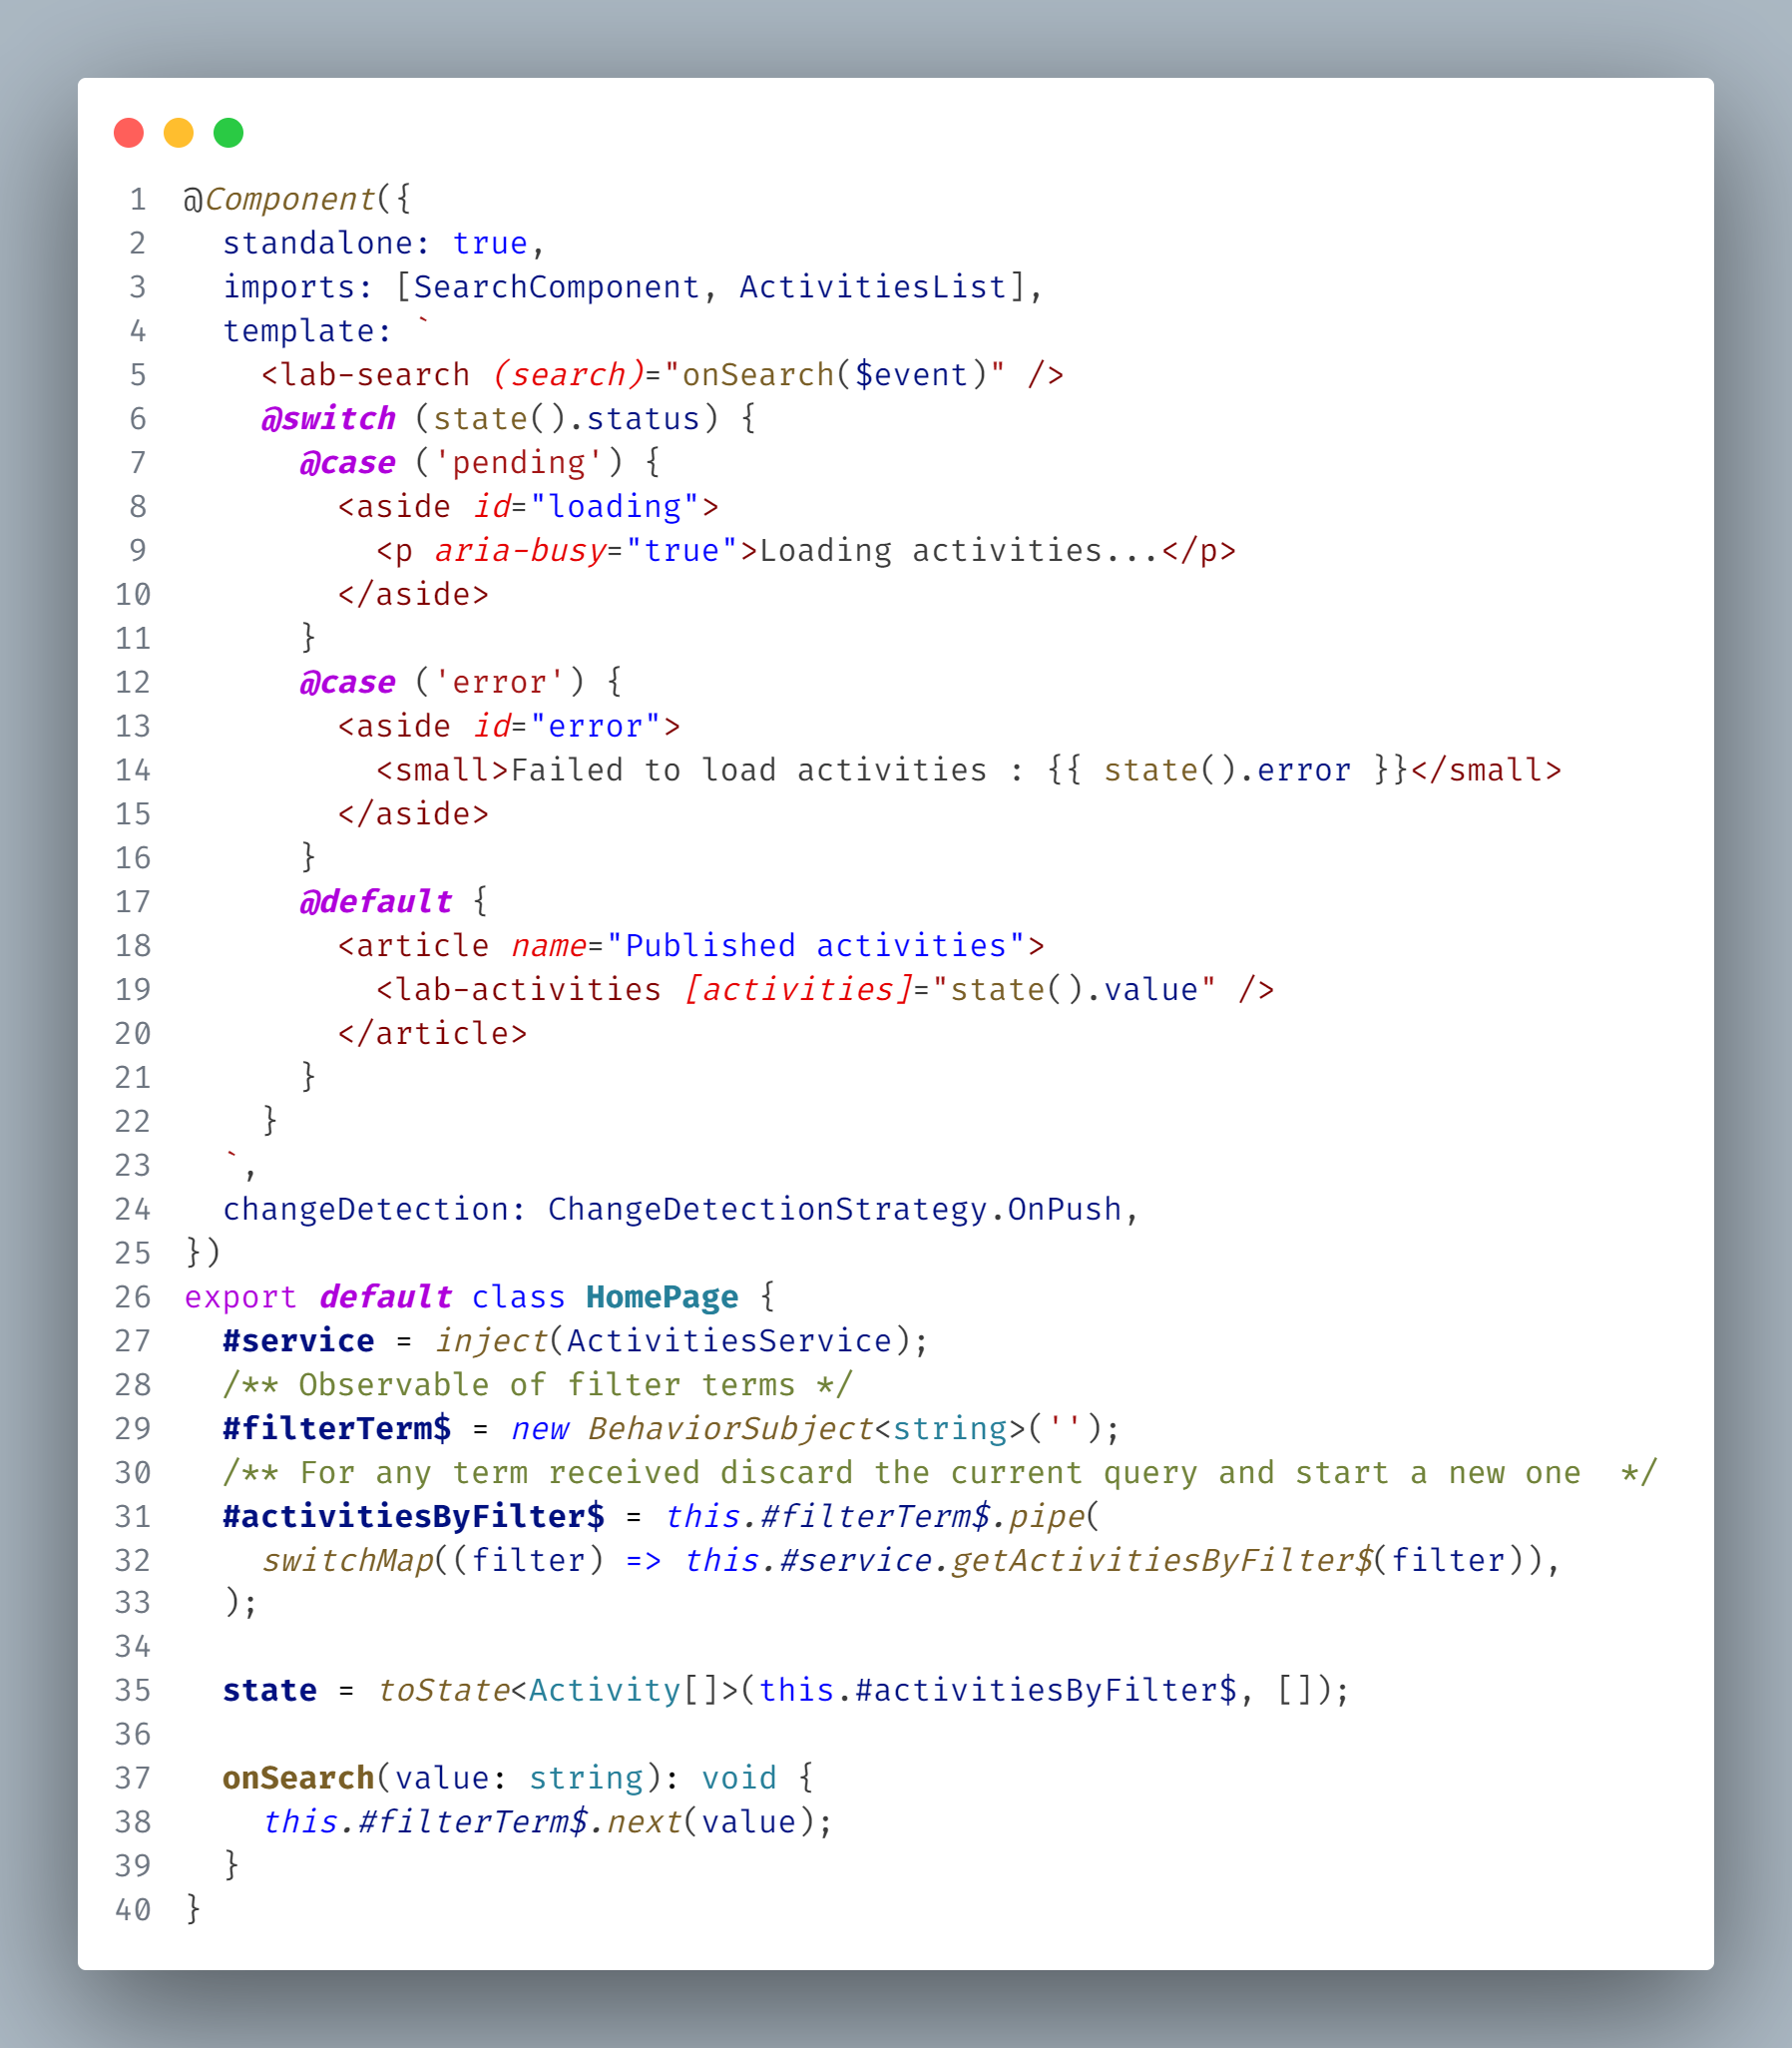 1 @Component({
2   standalone: true,
3   imports: [SearchComponent, ActivitiesList],
4   template: `
5     <lab-search (search)="onSearch($event)" />
6     @switch (state().status) {
7       @case ('pending') {
8         <aside id="loading">
9           <p aria-busy="true">Loading activities...</p>
10         </aside>
11       }
12       @case ('error') {
13         <aside id="error">
14           <small>Failed to load activities : {{ state().error }}</small>
15         </aside>
16       }
17       @default {
18         <article name="Published activities">
19           <lab-activities [activities]="state().value" />
20         </article>
21       }
22     }
23   `,
24   changeDetection: ChangeDetectionStrategy.OnPush,
25 })
26 export default class HomePage {
27   #service = inject(ActivitiesService);
28   /** Observable of filter terms */
29   #filterTerm$ = new BehaviorSubject<string>('');
30   /** For any term received discard the current query and start a new one  */
31   #activitiesByFilter$ = this.#filterTerm$.pipe(
32     switchMap((filter) => this.#service.getActivitiesByFilter$(filter)),
33   );
34
35   state = toState<Activity[]>(this.#activitiesByFilter$, []);
36
37   onSearch(value: string): void {
38     this.#filterTerm$.next(value);
39   }
40 }